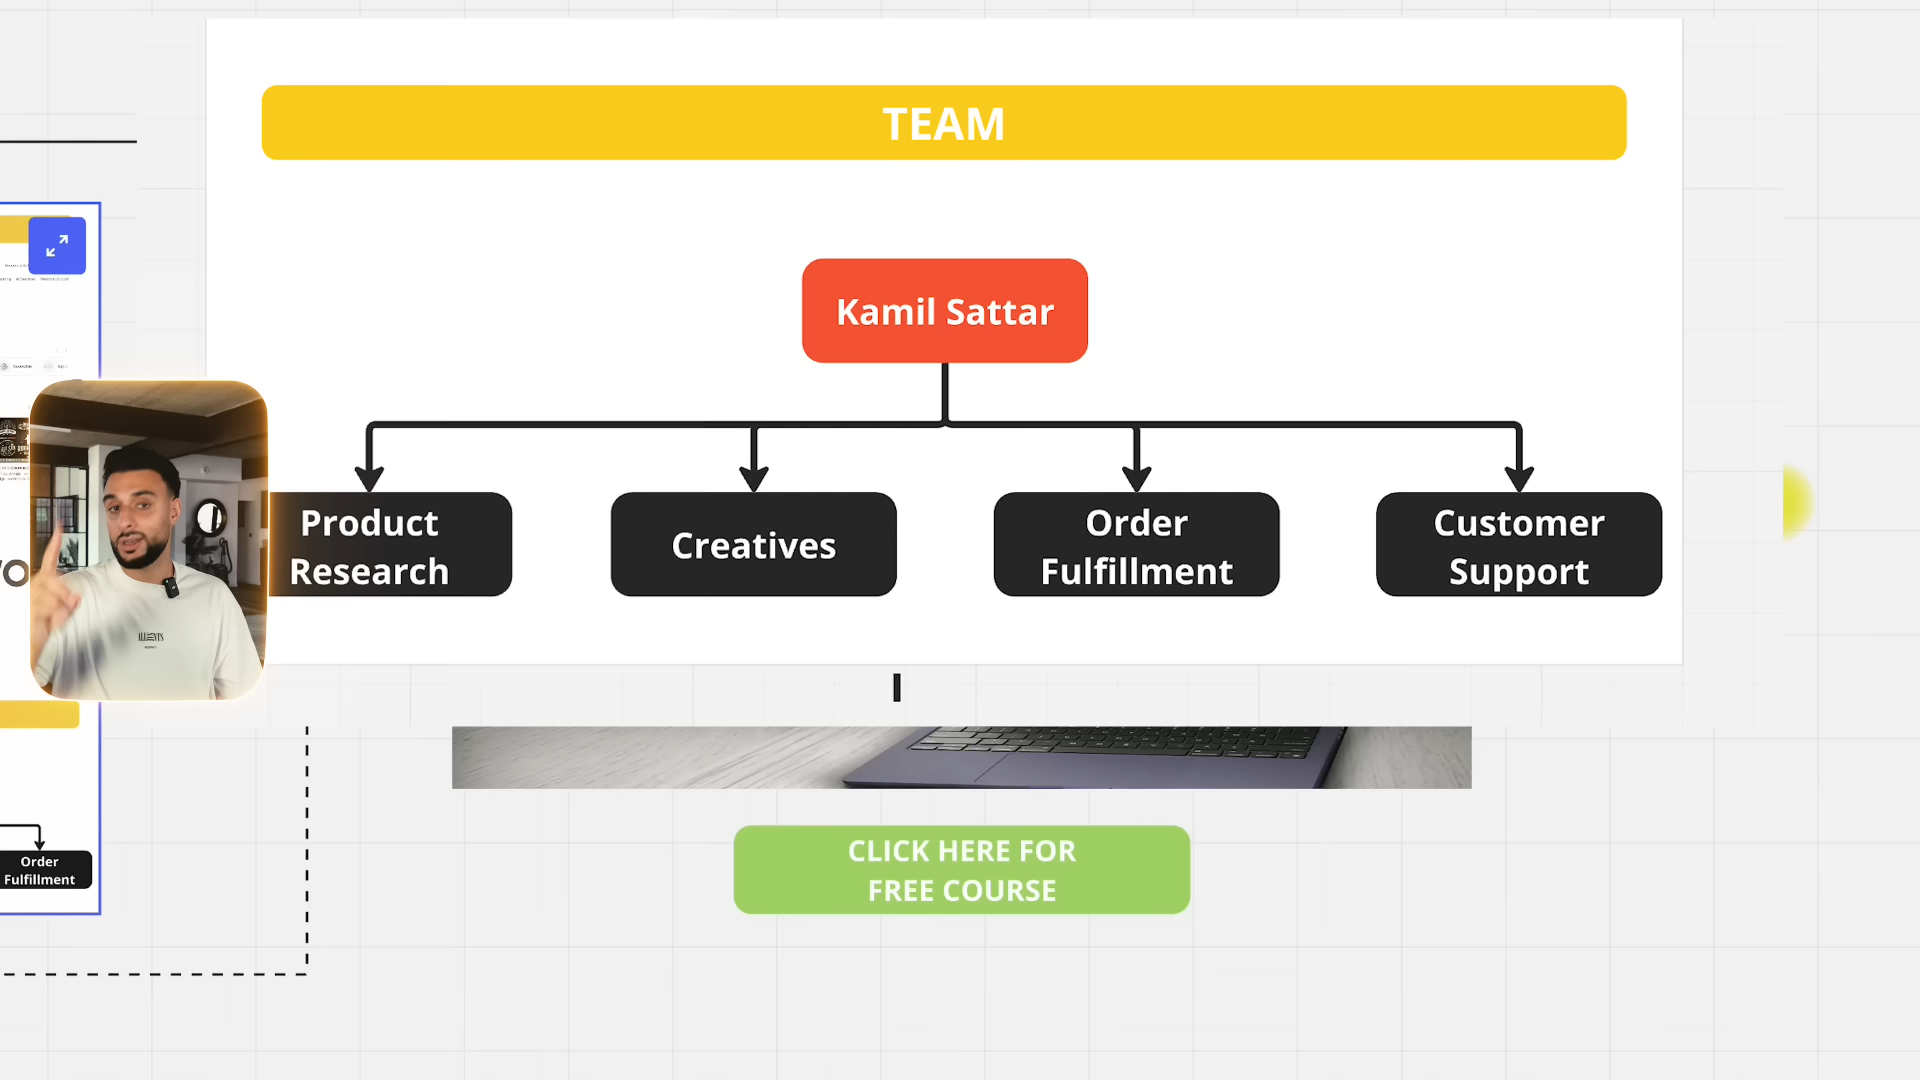 TEAM
Kamil Sattar
Product
Research
Creatives
Order
Fulfillment
Customer
Support
CLICK HERE FOR
FREE COURSE
Order
Fulfillment